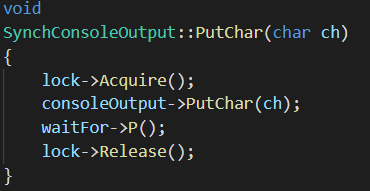 void
SynchConsoleOutput::PutChar(char ch)
{
    lock->Acquire();
    consoleOutput->PutChar(ch);
    waitFor->P();
    lock->Release();
}